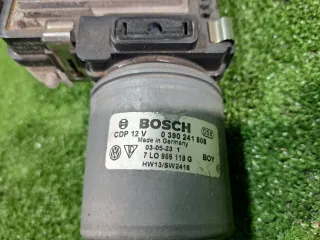 BOSCH
CDP 12 V 0 390 241 808
Made in Germany
03-05-23 1
7 L0 955 119 G BOY
HW13/SW2416